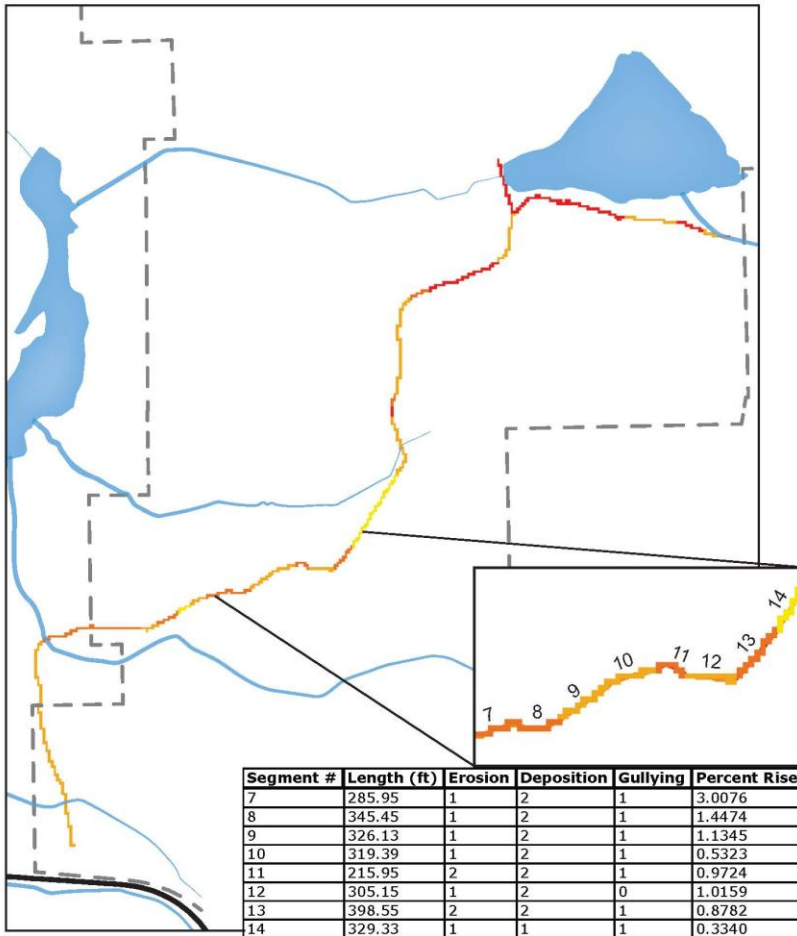 7
8
9
10
11
12
13
14
Segment # Length (ft) Erosion Deposition Gullying Percent Rise
7 285.95 1 2 1 3.0076
8 345.45 1 2 1 1.4474
9 326.13 1 2 1 1.1345
10 319.39 1 2 1 0.5323
11 215.95 2 2 1 0.9724
12 305.15 1 2 0 1.0159
13 398.55 2 2 1 0.8782
14 329.33 1 1 1 0.3340